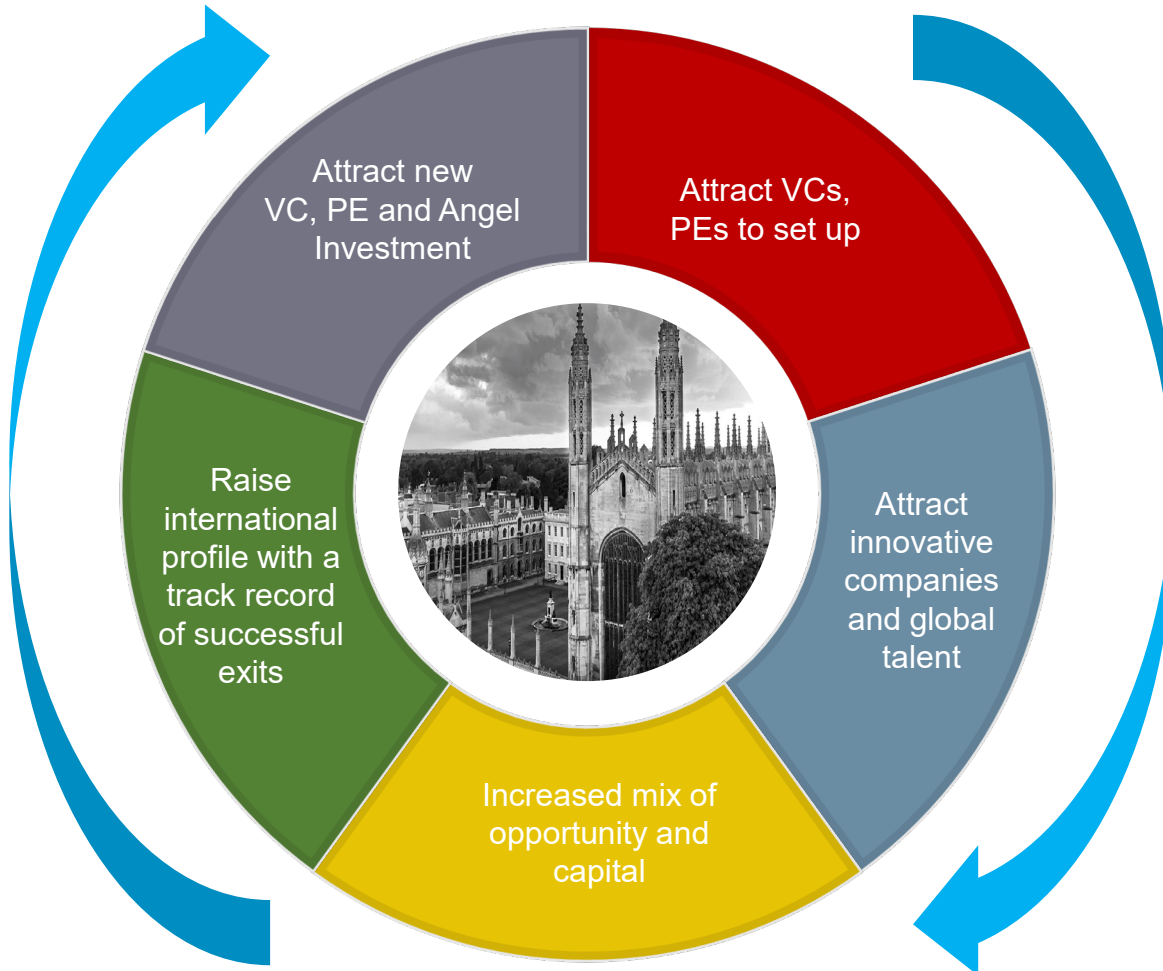 Attract new
VC, PE and Angel
Investment
Attract VCs,
PEs to set up
Attract
innovative
companies
and global
talent
Increased mix of
opportunity and
capital
Raise
international
profile with a
track record
of successful
exits